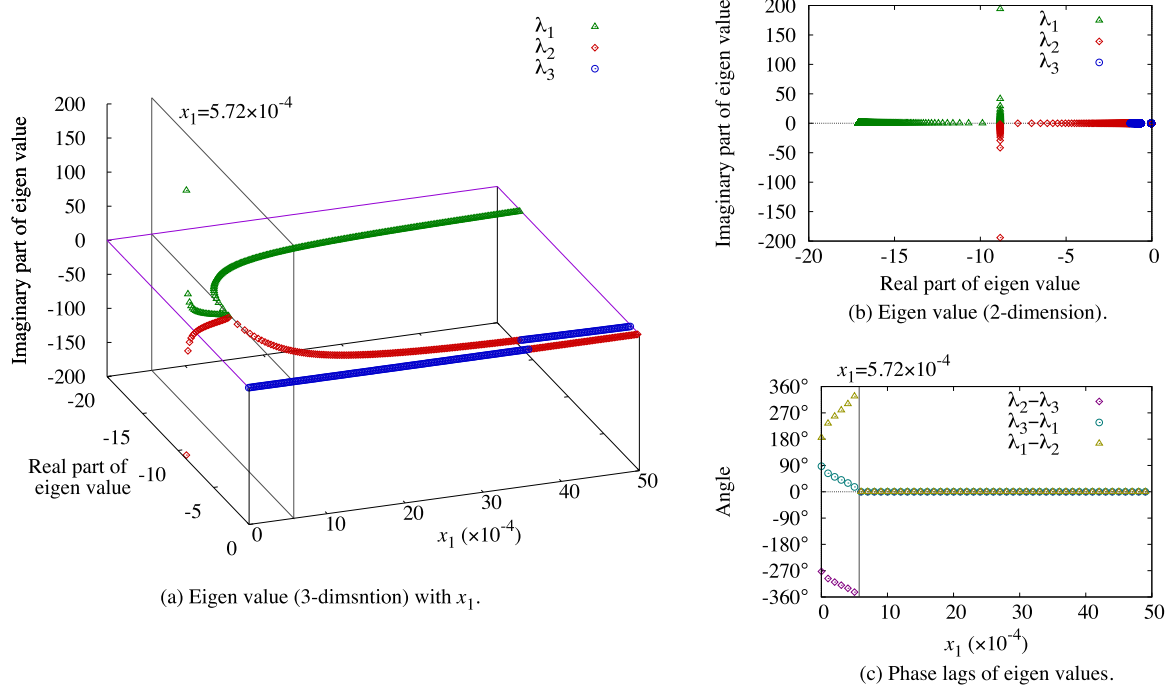 λ1
λ2
λ3
x1=5.72×10-4
Imaginary part of eigen value
200
150
100
50
0
-50
-100
-150
-200
-20
-15
-10
-5
0
Real part of
eigen value
0
10
20
30
40
50
x1 (×10-4)
(a) Eigen value (3-dimsntion) with x1.
Imaginary part of eigen value
200
150
100
50
0
-50
-100
-150
-200
λ1
λ2
λ3
-20
-15
-10
-5
0
Real part of eigen value
(b) Eigen value (2-dimension).
x1=5.72×10-4
Angle
360°
270°
180°
90°
0°
-90°
-180°
-270°
-360°
λ2−λ3
λ3−λ1
λ1−λ2
0
10
20
30
40
50
x1 (×10-4)
(c) Phase lags of eigen values.